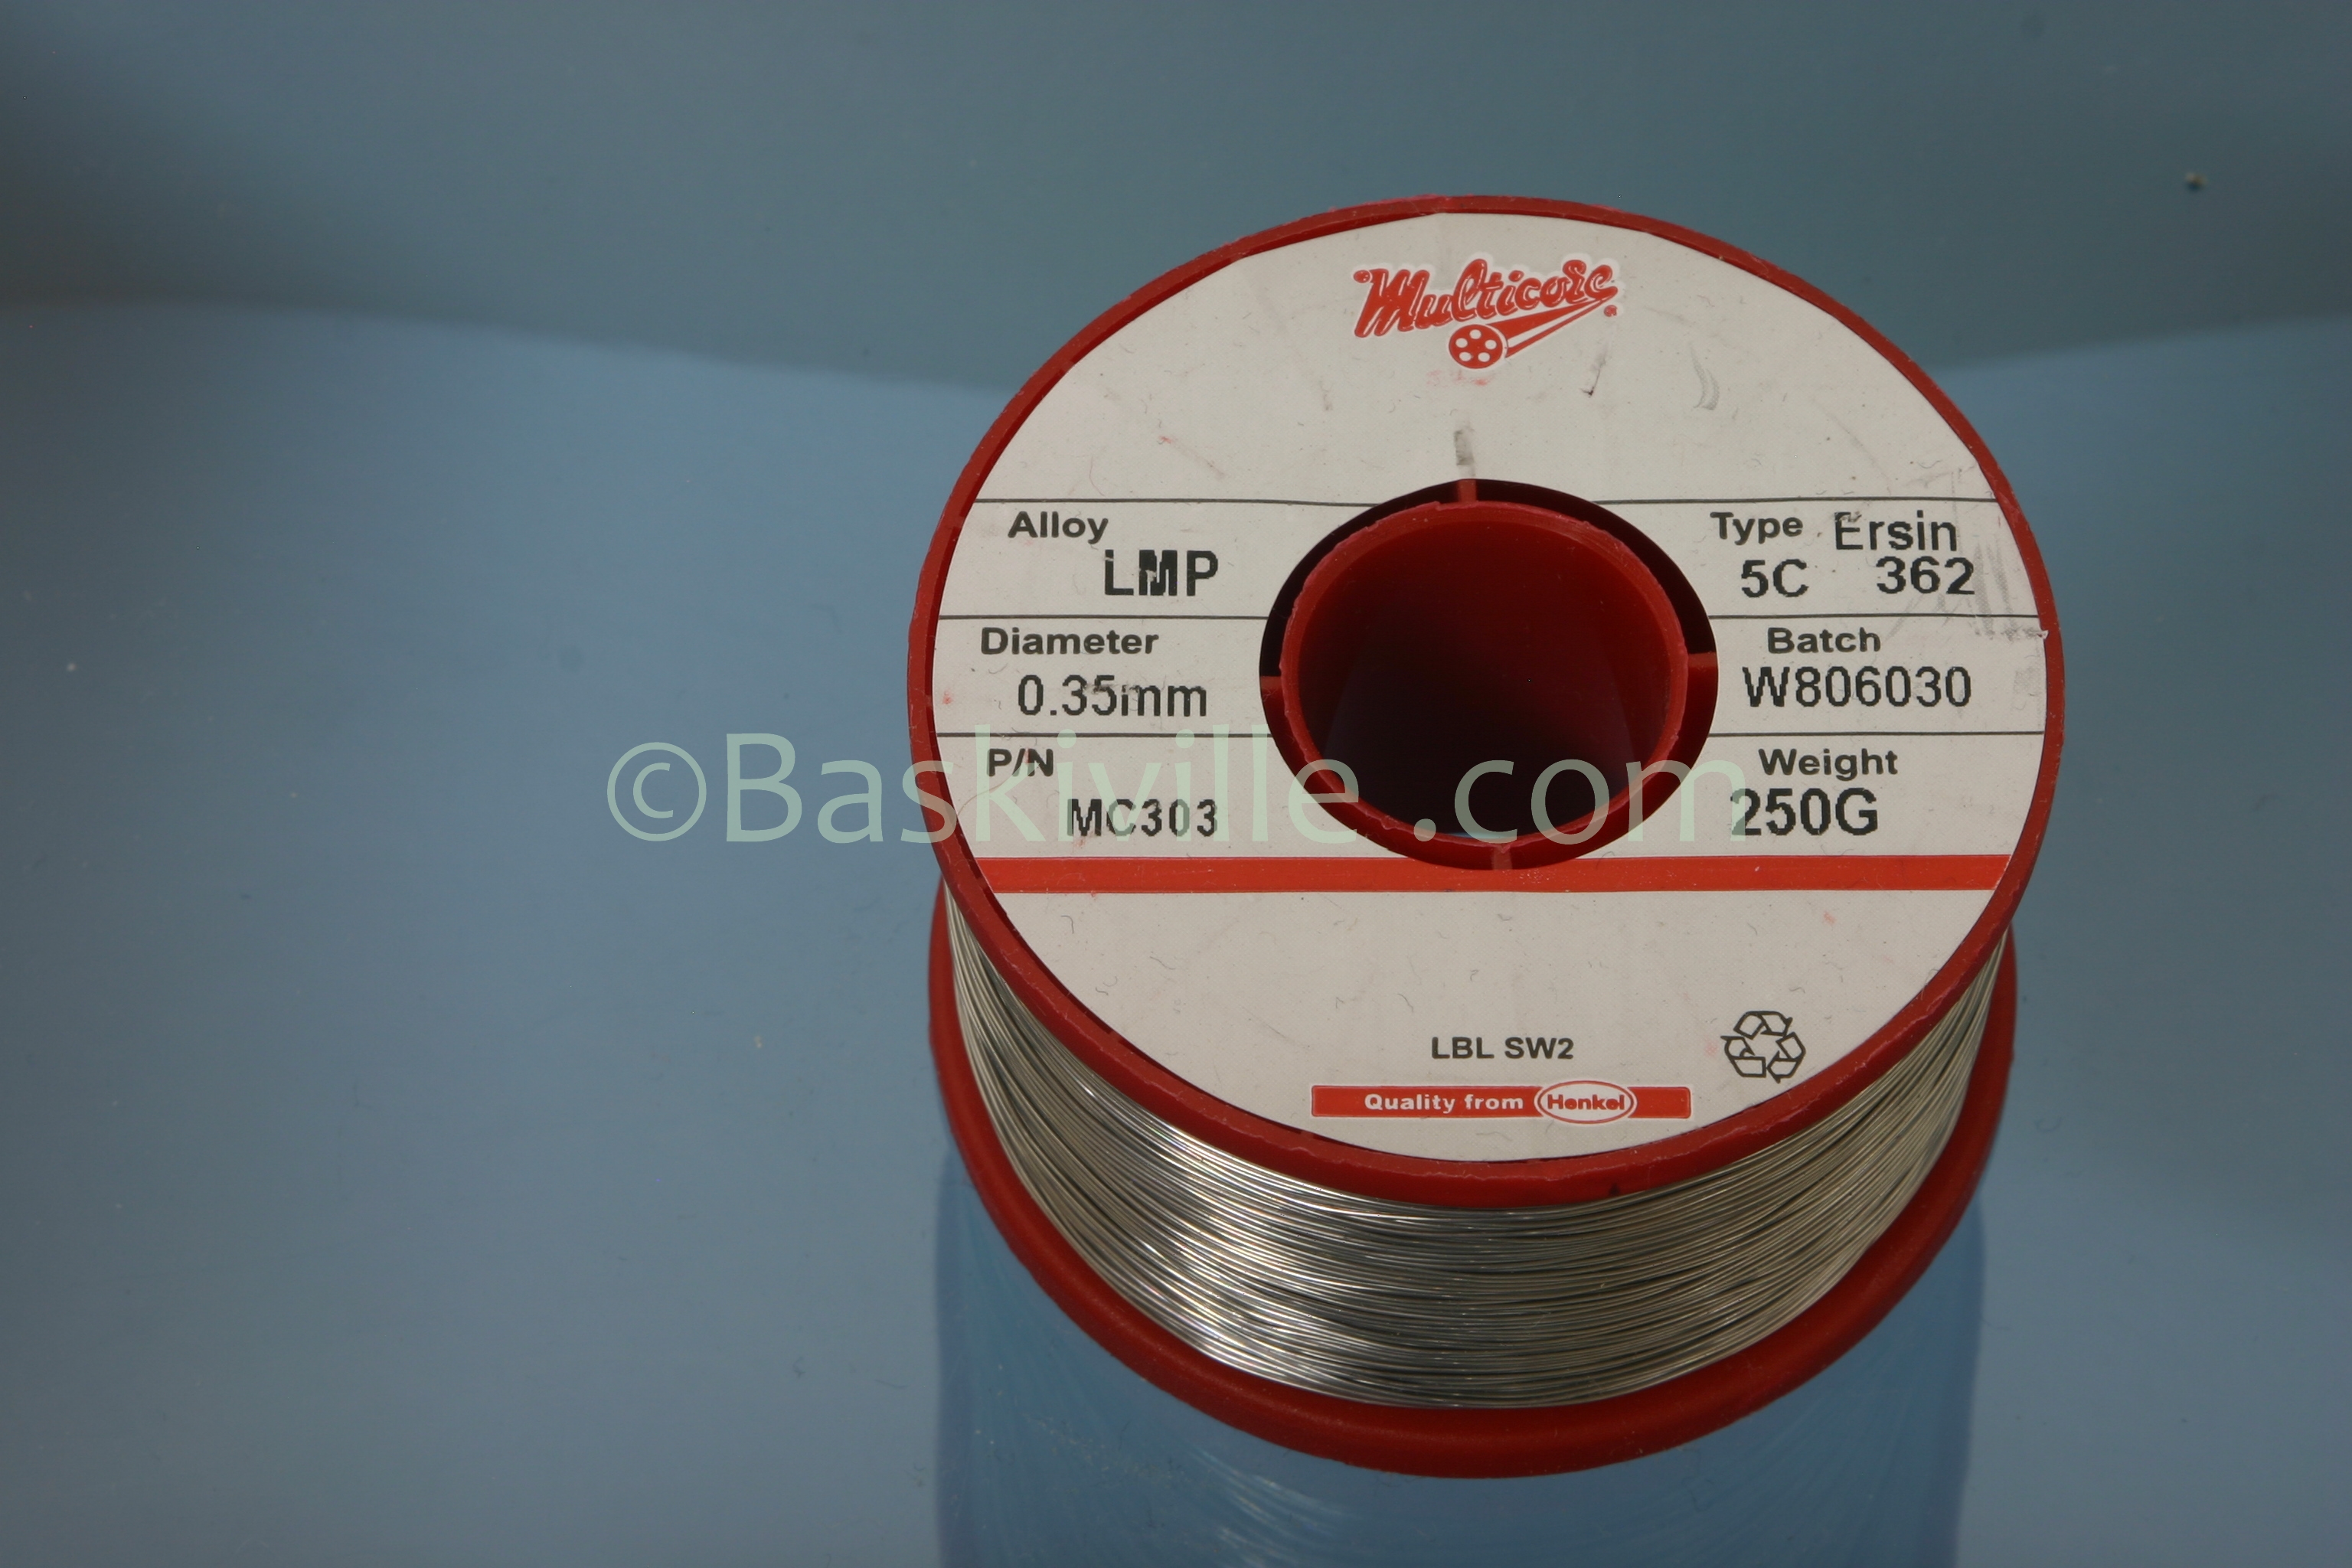 Multicore
Alloy
LMP
Type Ersin
5C 362
Diameter
0.35mm
Batch
W806030
P/N
MC303
Weight
250G
©Baskiville.com
LBL SW2
Quality from Henkel